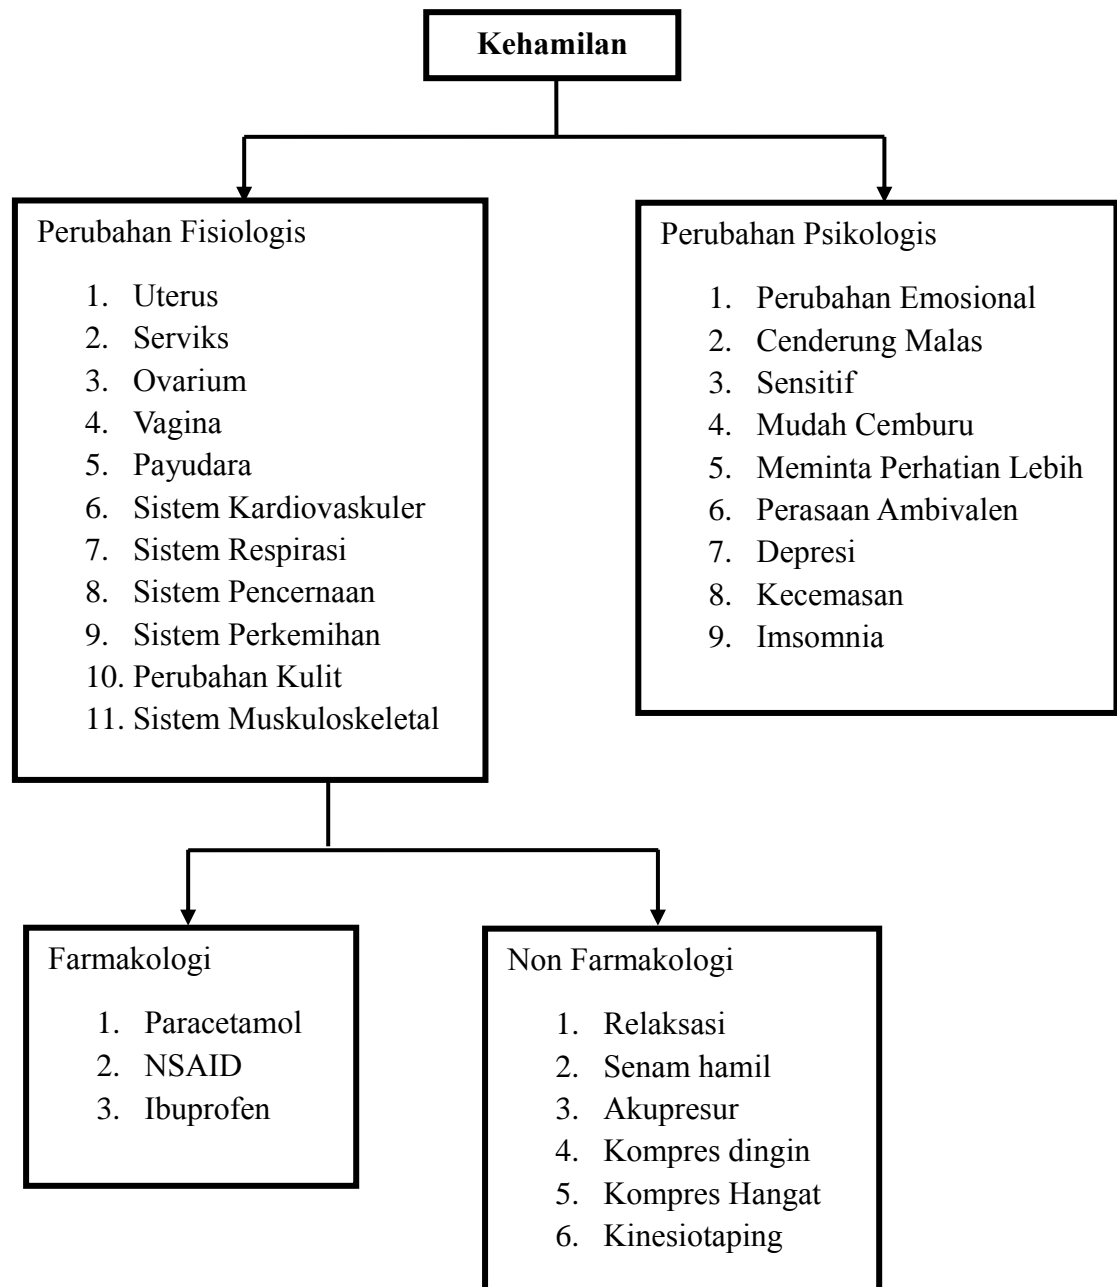 Kehamilan
Perubahan Fisiologis
1. Uterus
2. Serviks
3. Ovarium
4. Vagina
5. Payudara
6. Sistem Kardiovaskuler
7. Sistem Respirasi
8. Sistem Pencernaan
9. Sistem Perkemihan
10. Perubahan Kulit
11. Sistem Muskuloskeletal
Perubahan Psikologis
1. Perubahan Emosional
2. Cenderung Malas
3. Sensitif
4. Mudah Cemburu
5. Meminta Perhatian Lebih
6. Perasaan Ambivalen
7. Depresi
8. Kecemasan
9. Imsomnia
Farmakologi
1. Paracetamol
2. NSAID
3. Ibuprofen
Non Farmakologi
1. Relaksasi
2. Senam hamil
3. Akupresur
4. Kompres dingin
5. Kompres Hangat
6. Kinesiotaping